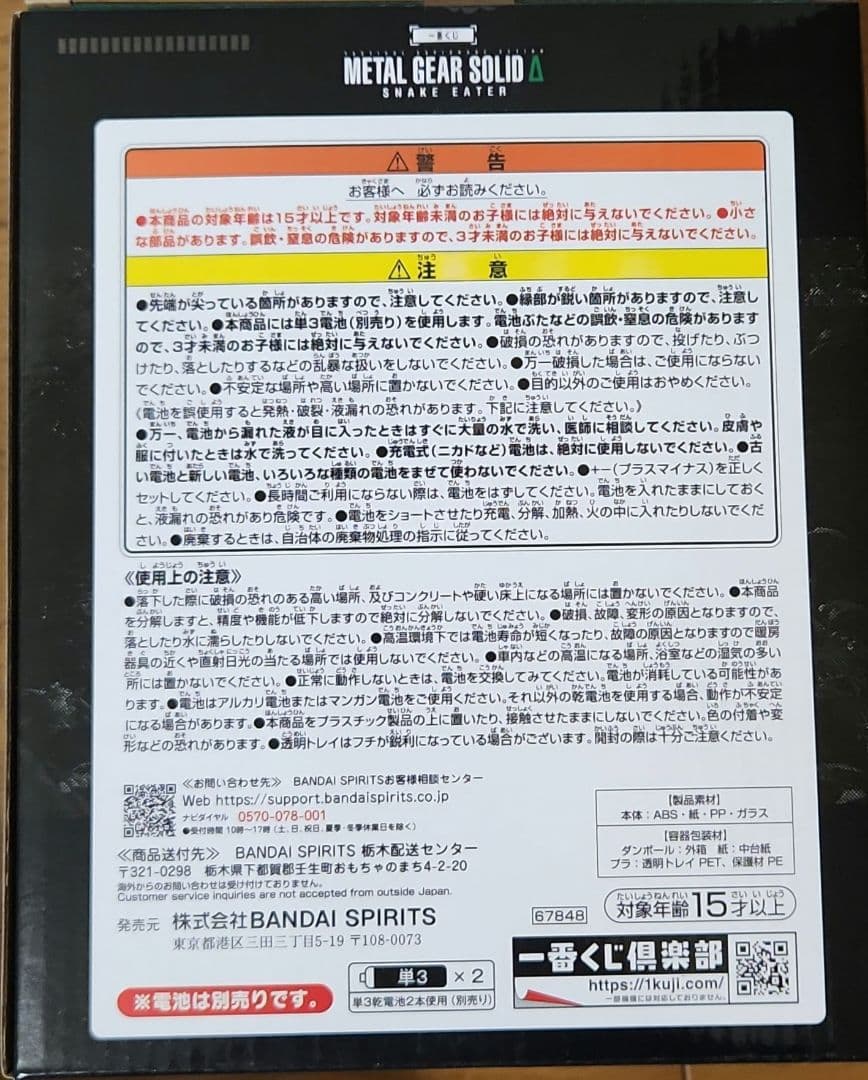 一番くじ
METAL GEAR SOLID Δ
SNAKE EATER
⚠警告
お客様へ 必ずお読みください。
●本商品の対象年齢は15才以上です。対象年齢未満のお子様には絶対に与えないでください。●小さ
な部品があります。誤飲・窒息の危険がありますので、3才未満のお子様には絶対に与えないでください。
⚠注意
●先端が尖っている箇所がありますので、注意してください。●縁部が鋭い箇所がありますので、注意し
てください。●本商品には単3電池(別売り)を使用します。電池ぶたなどの誤飲・窒息の危険があります
ので、3才未満のお子様には絶対に与えないでください。●破損の恐れがありますので、投げたり、ぶつ
けたり、落としたりするなどの乱暴な扱いをしないでください。●万一破損した場合は、ご使用にならない
でください。●不安定な場所や高い場所に置かないでください。●目的以外のご使用はおやめください。
《電池を誤使用すると発熱・破裂・液漏れの恐れがあります。下記に注意してください。》
●万一、電池から漏れた液が目に入ったときはすぐに大量の水で洗い、医師に相談してください。皮膚や
服に付いたときは水で洗ってください。●充電式(ニカドなど)電池は、絶対に使用しないでください。●古
い電池と新しい電池、いろいろな種類の電池をまぜて使わないでください。●+−(プラスマイナス)を正しく
セットしてください。●長時間ご利用にならない際は、電池をはずしてください。電池を入れたままにしておく
と、液漏れの恐れがあり危険です。●電池をショートさせたり充電、分解、加熱、火の中に入れたりしないでくだ
さい。●廃棄するときは、自治体の廃棄物処理の指示に従ってください。
《使用上の注意》
●落下した際に破損の恐れのある高い場所、及びコンクリートや硬い床上になる場所には置かないでください。●本商品
を分解しますと、精度や機能が低下しますので絶対に分解しないでください。●破損、故障、変形の原因となりますので、
落としたり水に濡らしたりしないでください。●高温環境下では電池寿命が短くなったり、故障の原因となりますので暖房
器具の近くや直射日光の当たる場所では使用しないでください。●車内などの高温になる場所、浴室などの湿気の多い
所には置かないでください。●正常に動作しないときは、電池を交換してみてください。電池が消耗している可能性があ
ります。●電池はアルカリ電池またはマンガン電池をご使用ください。それ以外の乾電池を使用する場合、動作が不安定
になる場合があります。●本商品をプラスチック製品の上に置いたり、接触させたままにしないでください。色の付着や変
形などの恐れがあります。●透明トレイはフチが鋭利になっている場合がございます。開封の際は十分ご注意ください。
≪お問い合わせ先≫ BANDAI SPIRITSお客様相談センター
Web https://support.bandaispirits.co.jp
ナビダイヤル 0570-078-001
●受付時間 10時〜17時(土、日、祝日、夏季・冬季休業日を除く)
≪商品送付先≫ BANDAI SPIRITS 栃木配送センター
〒321-0298 栃木県下都賀郡壬生町おもちゃのまち4-2-20
海外からのお問い合わせは受け付けておりません。
Customer service inquiries are not accepted from outside Japan.
発売元 株式会社BANDAI SPIRITS
東京都港区三田三丁目5-19 〒108-0073
【製品素材】
本体：ABS・紙・PP・ガラス
【容器包装材】
ダンボール：外箱 紙：中台紙
プラ：透明トレイ PET、保護材 PE
67848
対象年齢15才以上
※電池は別売りです。
単3 ×2
単3乾電池2本使用(別売り)
一番くじ倶楽部
https://1kuji.com/
一部機種には対応しておりません。